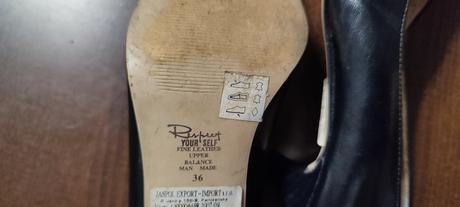 Respect
YOUR SELF
FINE LEATHER
UPPER
BALANCE
MAN MADE
36
JANPOL EXPORT-IMPORT s.r.o.